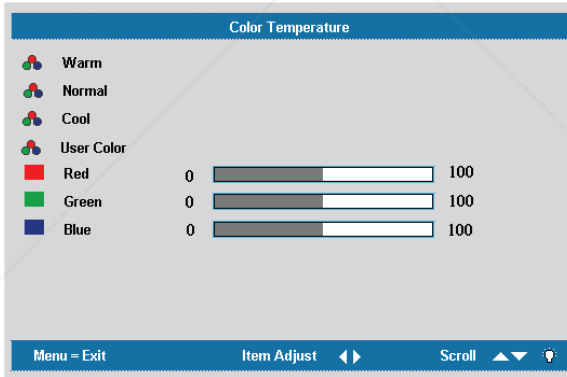 Color Temperature
Warm
Normal
Cool
User Color
Red 0 100
Green 0 100
Blue 0 100
Menu = Exit Item Adjust Scroll